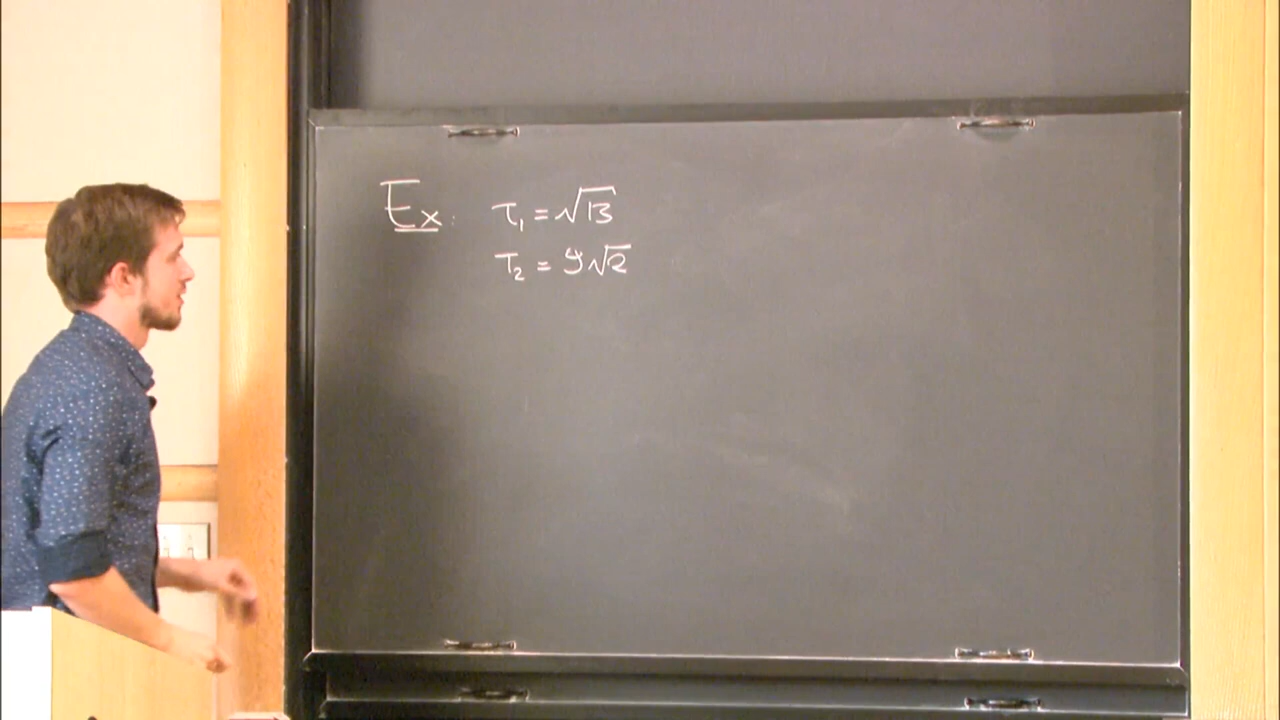 Ex: τ₁ = √13
τ₂ = 9√2